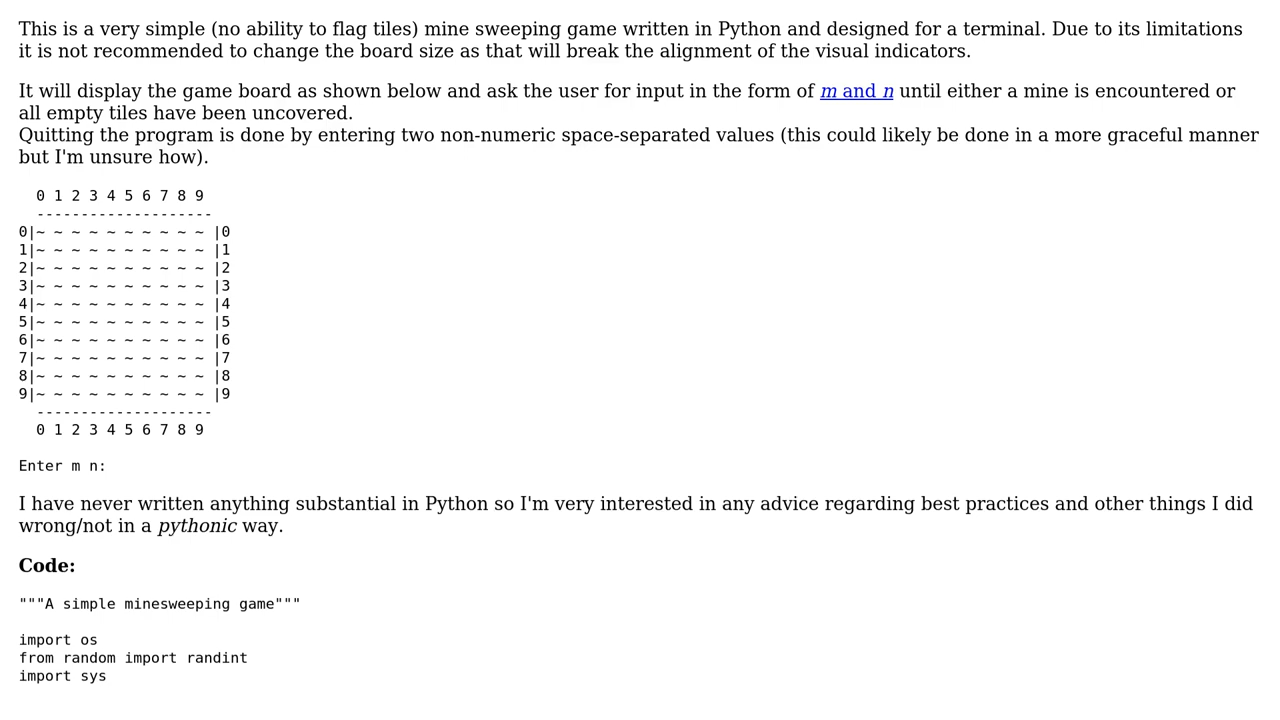 This is a very simple (no ability to flag tiles) mine sweeping game written in Python and designed for a terminal. Due to its limitations
it is not recommended to change the board size as that will break the alignment of the visual indicators.
It will display the game board as shown below and ask the user for input in the form of m and n until either a mine is encountered or
all empty tiles have been uncovered.
Quitting the program is done by entering two non-numeric space-separated values (this could likely be done in a more graceful manner
but I'm unsure how).
  0 1 2 3 4 5 6 7 8 9
  --------------------
0|~ ~ ~ ~ ~ ~ ~ ~ ~ ~ |0
1|~ ~ ~ ~ ~ ~ ~ ~ ~ ~ |1
2|~ ~ ~ ~ ~ ~ ~ ~ ~ ~ |2
3|~ ~ ~ ~ ~ ~ ~ ~ ~ ~ |3
4|~ ~ ~ ~ ~ ~ ~ ~ ~ ~ |4
5|~ ~ ~ ~ ~ ~ ~ ~ ~ ~ |5
6|~ ~ ~ ~ ~ ~ ~ ~ ~ ~ |6
7|~ ~ ~ ~ ~ ~ ~ ~ ~ ~ |7
8|~ ~ ~ ~ ~ ~ ~ ~ ~ ~ |8
9|~ ~ ~ ~ ~ ~ ~ ~ ~ ~ |9
  --------------------
  0 1 2 3 4 5 6 7 8 9
Enter m n:
I have never written anything substantial in Python so I'm very interested in any advice regarding best practices and other things I did
wrong/not in a pythonic way.
Code:
"""A simple minesweeping game"""
import os
from random import randint
import sys